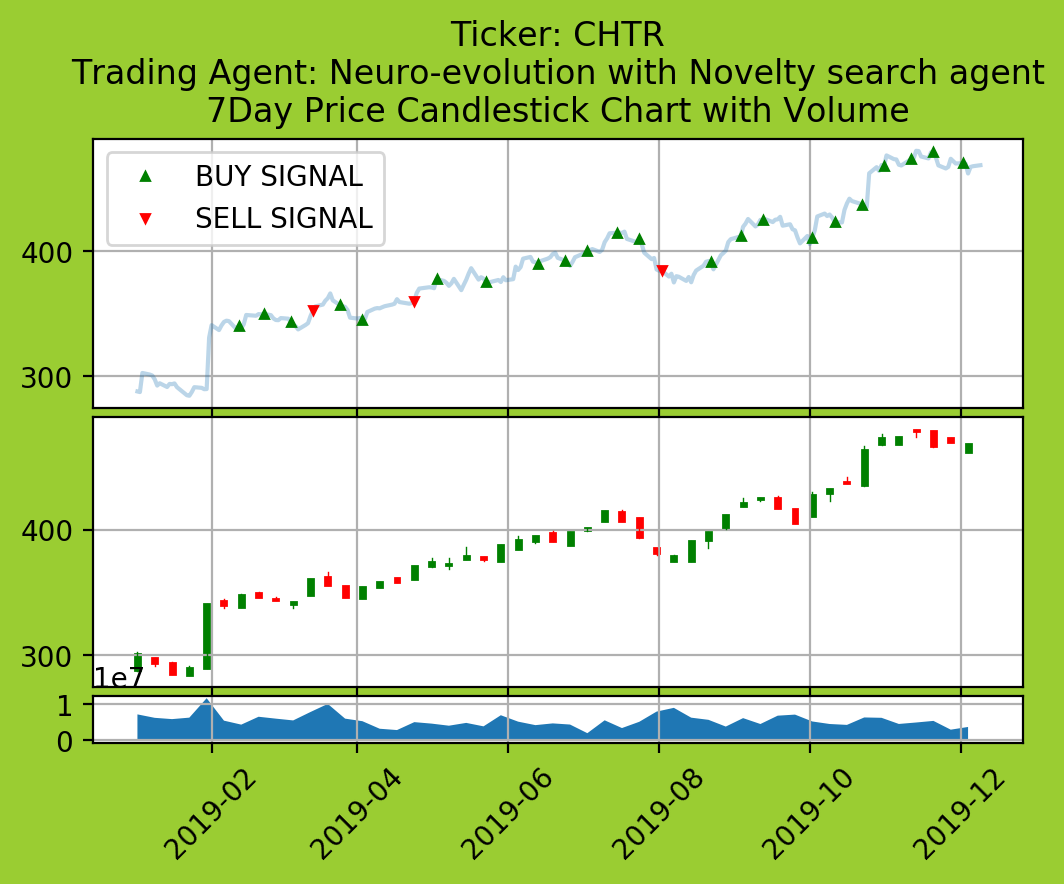 Ticker: CHTR
Trading Agent: Neuro-evolution with Novelty search agent
7Day Price Candlestick Chart with Volume
BUY SIGNAL
SELL SIGNAL
400
300
400
300
1e7
1
0
2019-02
2019-04
2019-06
2019-08
2019-10
2019-12